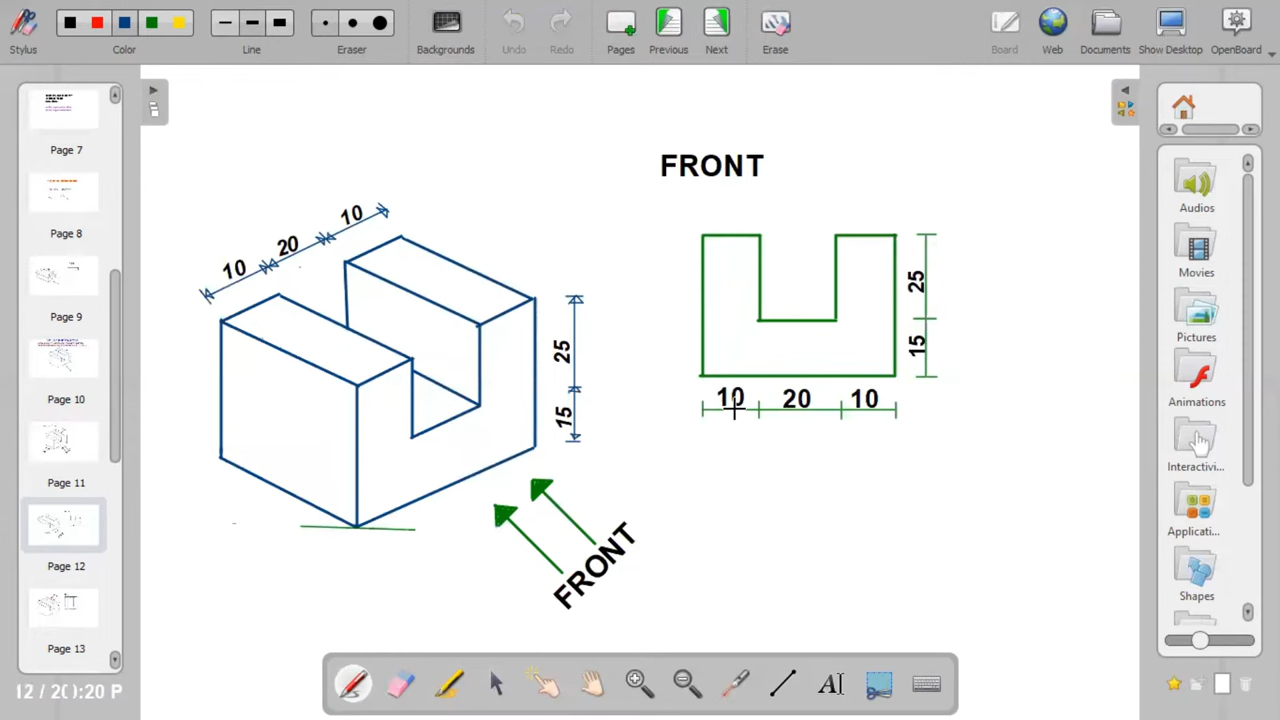 Stylus
Color
Line
Eraser
Backgrounds
Undo
Redo
Pages
Previous
Next
Erase
Board
Web
Documents
Show Desktop
OpenBoard
Page 7
Page 8
Page 9
Page 10
Page 11
Page 12
Page 13
FRONT
10
20
10
25
15
FRONT
25
15
10
20
10
Audios
Movies
Pictures
Animations
Interactivi...
Applicati...
Shapes